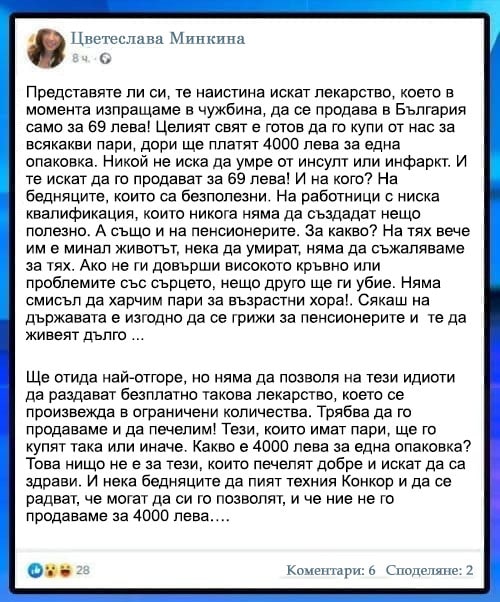 Цветеслава Минкина
8 ч. ·
Представяте ли си, те наистина искат лекарство, което в
момента изпращаме в чужбина, да се продава в България
само за 69 лева! Целият свят е готов да го купи от нас за
всякакви пари, дори ще платят 4000 лева за една
опаковка. Никой не иска да умре от инсулт или инфаркт. И
те искат да го продават за 69 лева! И на кого? На
бедняците, които са безполезни. На работници с ниска
квалификация, които никога няма да създадат нещо
полезно. А също и на пенсионерите. За какво? На тях вече
им е минал животът, нека да умират, няма да съжаляваме
за тях. Ако не ги довърши високото кръвно или
проблемите със сърцето, нещо друго ще ги убие. Няма
смисъл да харчим пари за възрастни хора!. Сякаш на
държавата е изгодно да се грижи за пенсионерите и те да
живеят дълго ...
Ще отида най-отгоре, но няма да позволя на тези идиоти
да раздават безплатно такова лекарство, което се
произвежда в ограничени количества. Трябва да го
продаваме и да печелим! Тези, които имат пари, ще го
купят така или иначе. Какво е 4000 лева за една опаковка?
Това нищо не е за тези, които печелят добре и искат да са
здрави. И нека бедняците да пият техния Конкор и да се
радват, че могат да си го позволят, и че ние не го
продаваме за 4000 лева....
28 Коментари: 6 Споделяне: 2